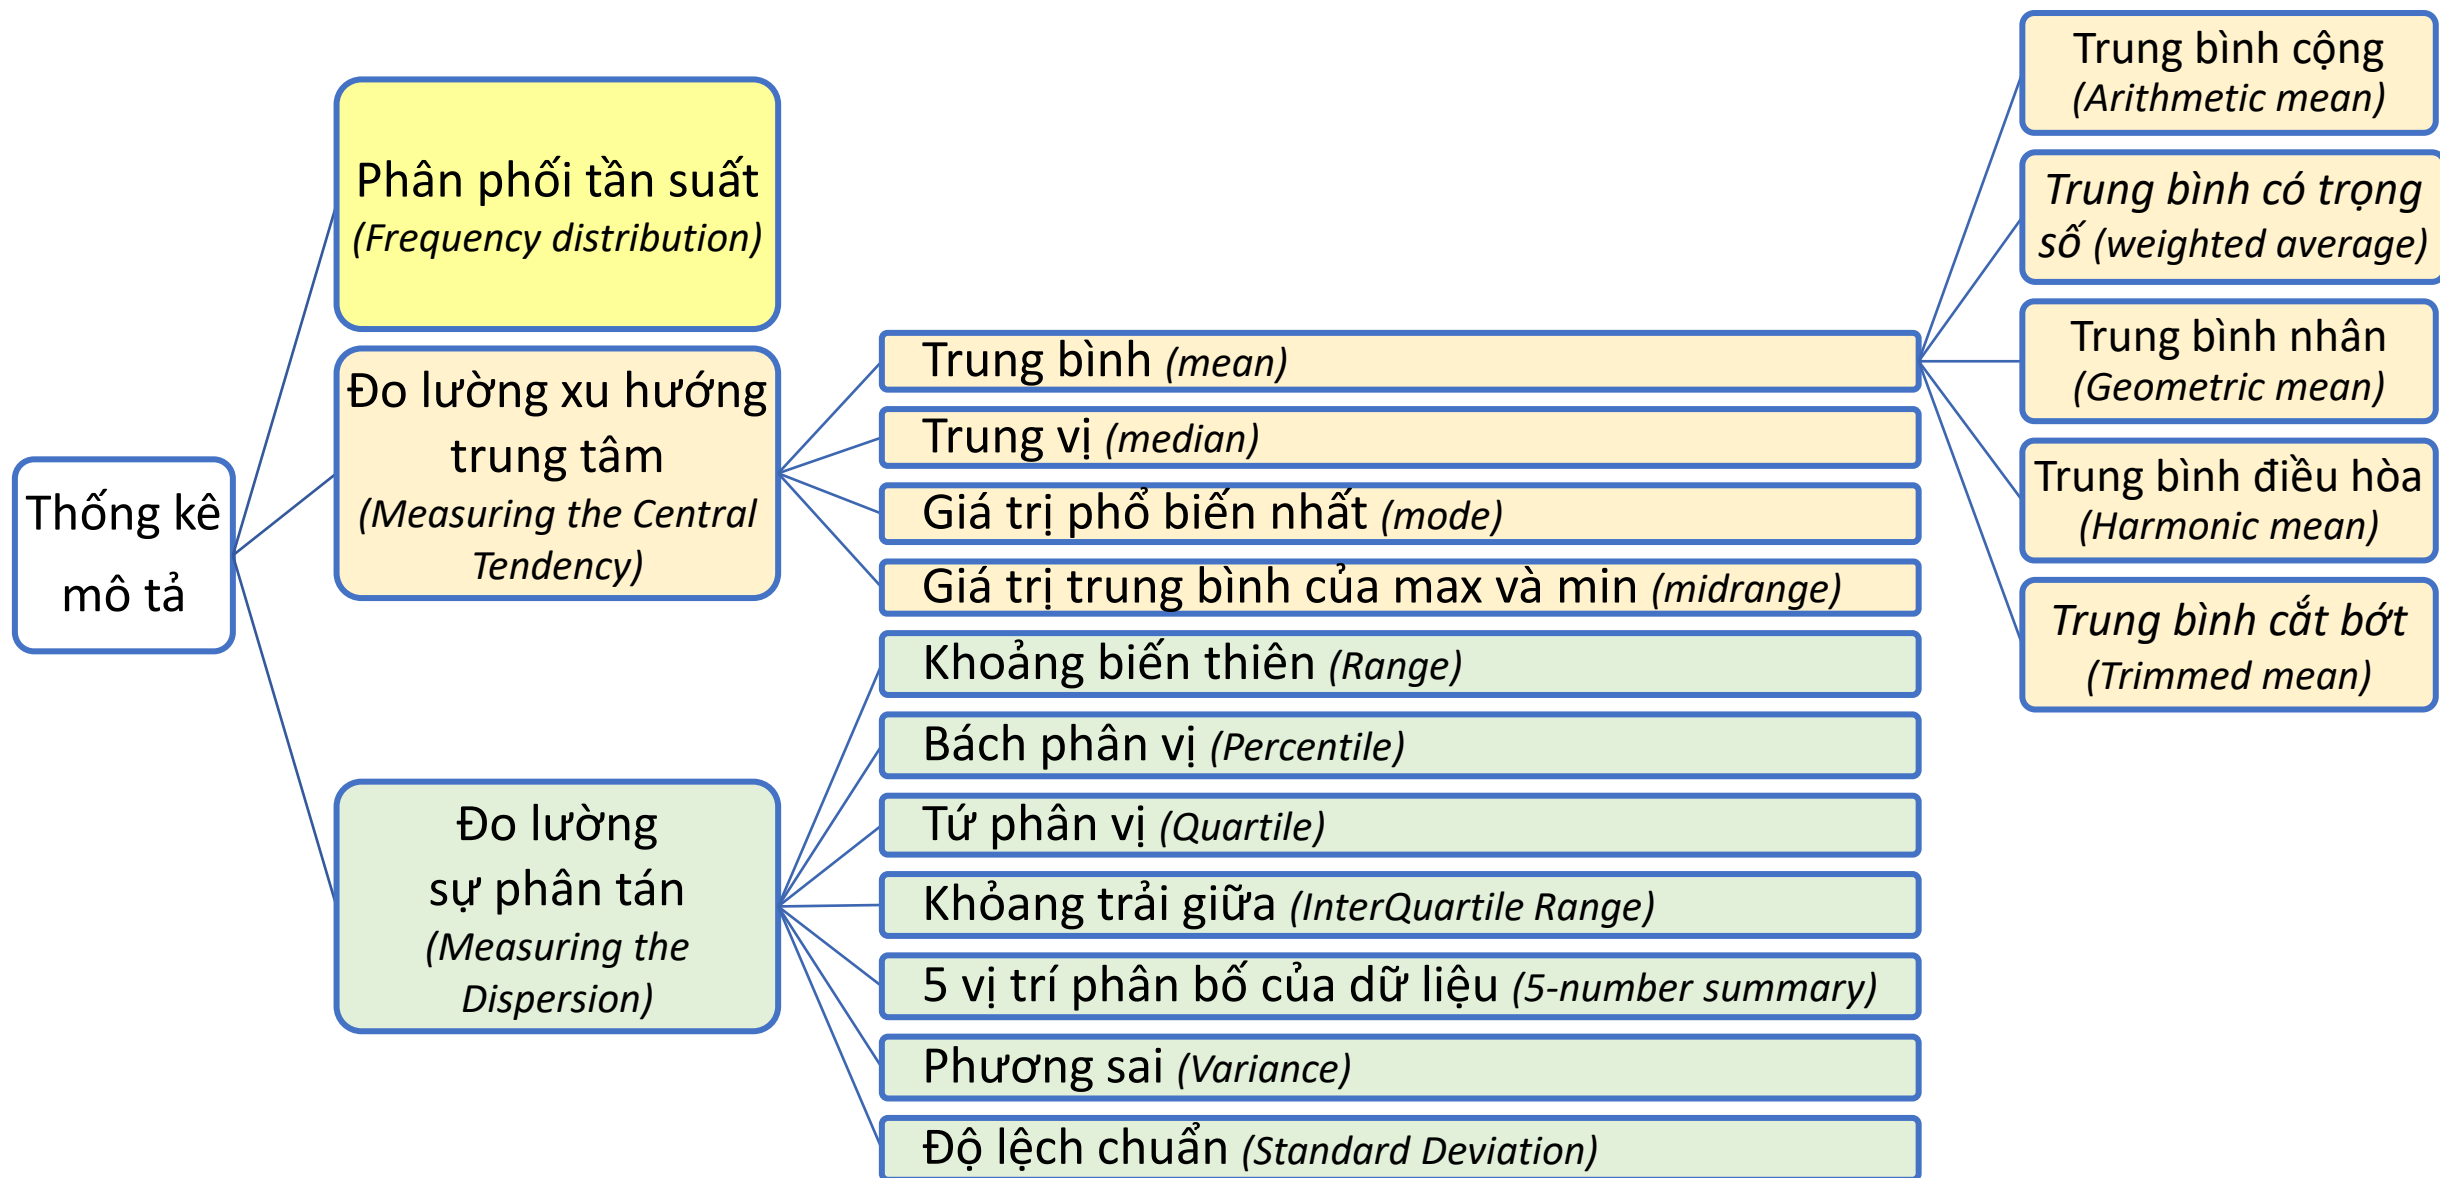 Thống kê
mô tả
Phân phối tần suất
(Frequency distribution)
Đo lường xu hướng
trung tâm
(Measuring the Central
Tendency)
Trung bình (mean)
Trung vị (median)
Giá trị phổ biến nhất (mode)
Giá trị trung bình của max và min (midrange)
Trung bình cộng
(Arithmetic mean)
Trung bình có trọng
số (weighted average)
Trung bình nhân
(Geometric mean)
Trung bình điều hòa
(Harmonic mean)
Trung bình cắt bớt
(Trimmed mean)
Đo lường
sự phân tán
(Measuring the
Dispersion)
Khoảng biến thiên (Range)
Bách phân vị (Percentile)
Tứ phân vị (Quartile)
Khỏang trải giữa (InterQuartile Range)
5 vị trí phân bố của dữ liệu (5-number summary)
Phương sai (Variance)
Độ lệch chuẩn (Standard Deviation)